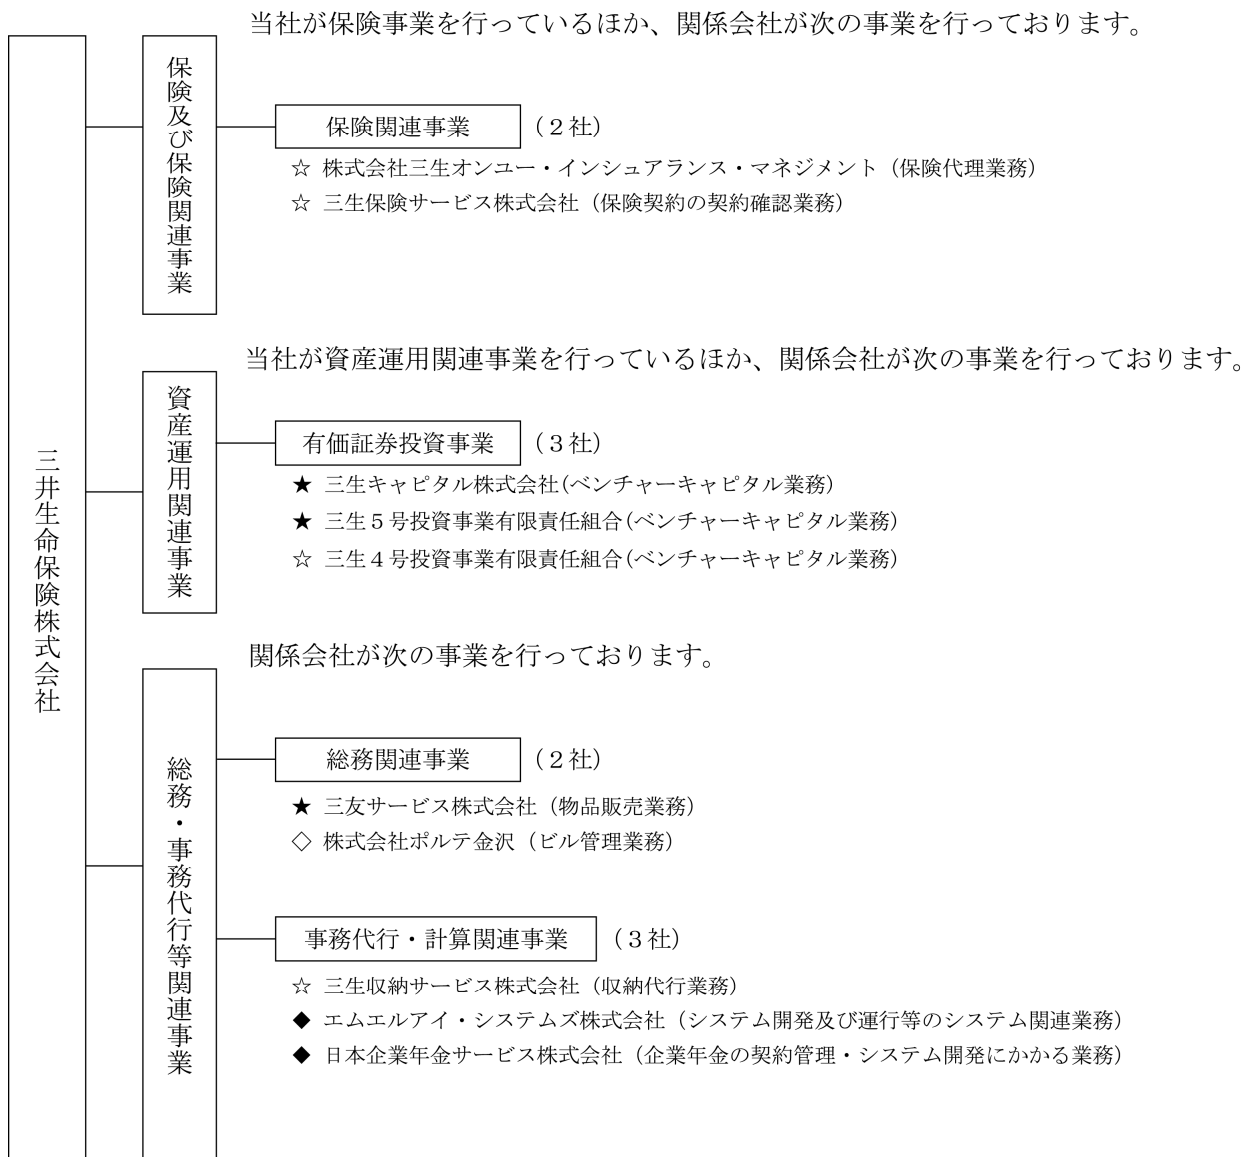 三井生命保険株式会社
保険及び保険関連事業
当社が保険事業を行っているほか、関係会社が次の事業を行っております。
保険関連事業 (2社)
☆ 株式会社三生オンユー・インシュアランス・マネジメント (保険代理業務)
☆ 三生保険サービス株式会社 (保険契約の契約確認業務)
資産運用関連事業
当社が資産運用関連事業を行っているほか、関係会社が次の事業を行っております。
有価証券投資事業 (3社)
★ 三生キャピタル株式会社(ベンチャーキャピタル業務)
★ 三生5号投資事業有限責任組合(ベンチャーキャピタル業務)
☆ 三生4号投資事業有限責任組合(ベンチャーキャピタル業務)
総務・事務代行等関連事業
関係会社が次の事業を行っております。
総務関連事業 (2社)
★ 三友サービス株式会社 (物品販売業務)
◇ 株式会社ポルテ金沢 (ビル管理業務)
事務代行・計算関連事業 (3社)
☆ 三生収納サービス株式会社 (収納代行業務)
◆ エムエルアイ・システムズ株式会社 (システム開発及び運行等のシステム関連業務)
◆ 日本企業年金サービス株式会社 (企業年金の契約管理・システム開発にかかる業務)